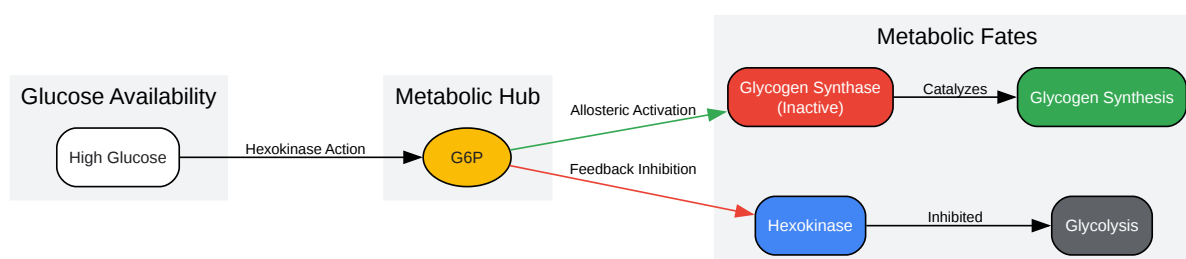 Glucose Availability
High Glucose
Hexokinase Action
Metabolic Hub
G6P
Allosteric Activation
Feedback Inhibition
Metabolic Fates
Glycogen Synthase
(Inactive)
Catalyzes
Glycogen Synthesis
Hexokinase
Inhibited
Glycolysis